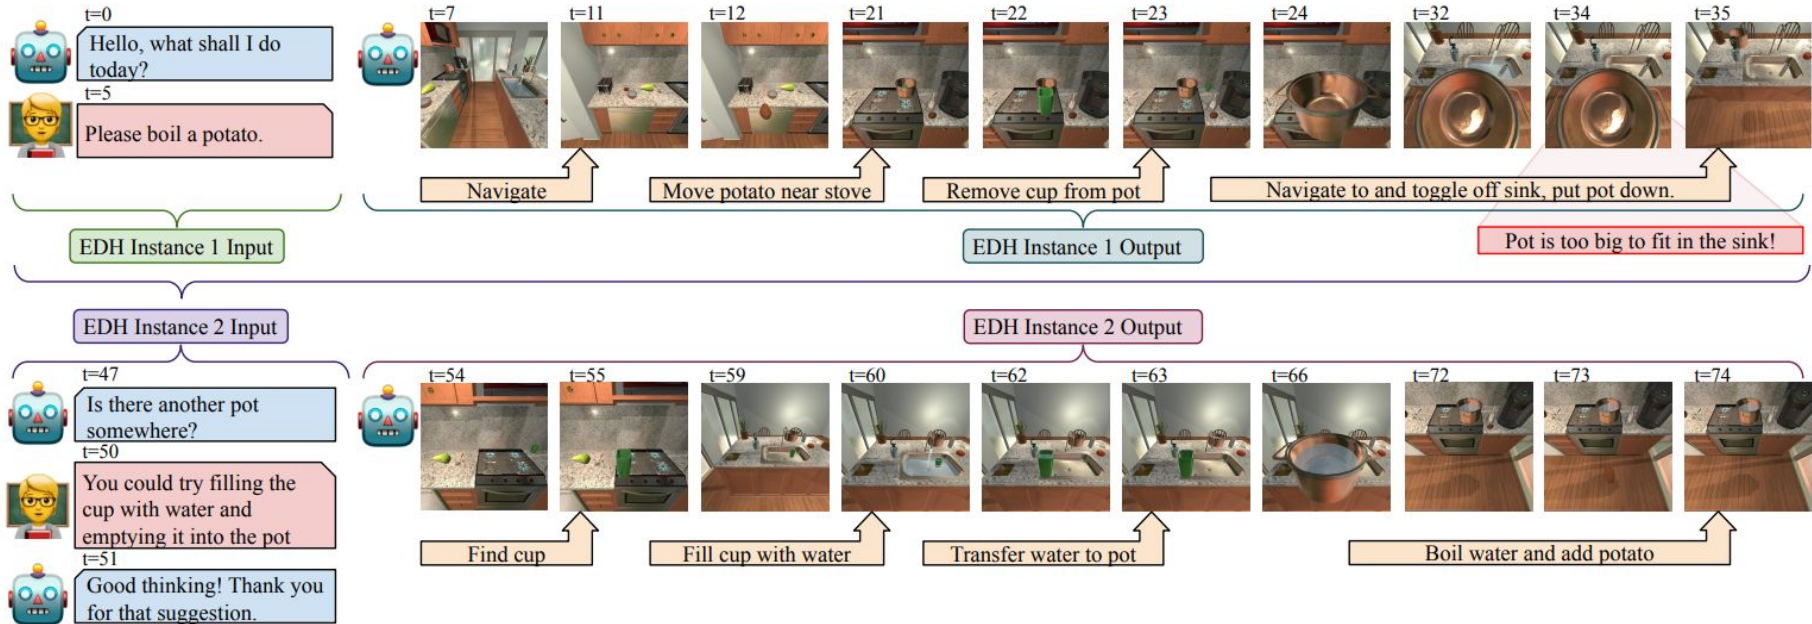 t=0
Hello, what shall I do
today?
t=5
Please boil a potato.
t=7
t=11
t=12
t=21
t=22
t=23
t=24
t=32
t=34
t=35
Navigate
Move potato near stove
Remove cup from pot
Navigate to and toggle off sink, put pot down.
EDH Instance 1 Input
EDH Instance 1 Output
Pot is too big to fit in the sink!
EDH Instance 2 Input
EDH Instance 2 Output
t=47
Is there another pot
somewhere?
t=50
You could try filling the
cup with water and
emptying it into the pot
t=51
Good thinking! Thank you
for that suggestion.
t=54
t=55
t=59
t=60
t=62
t=63
t=66
t=72
t=73
t=74
Find cup
Fill cup with water
Transfer water to pot
Boil water and add potato